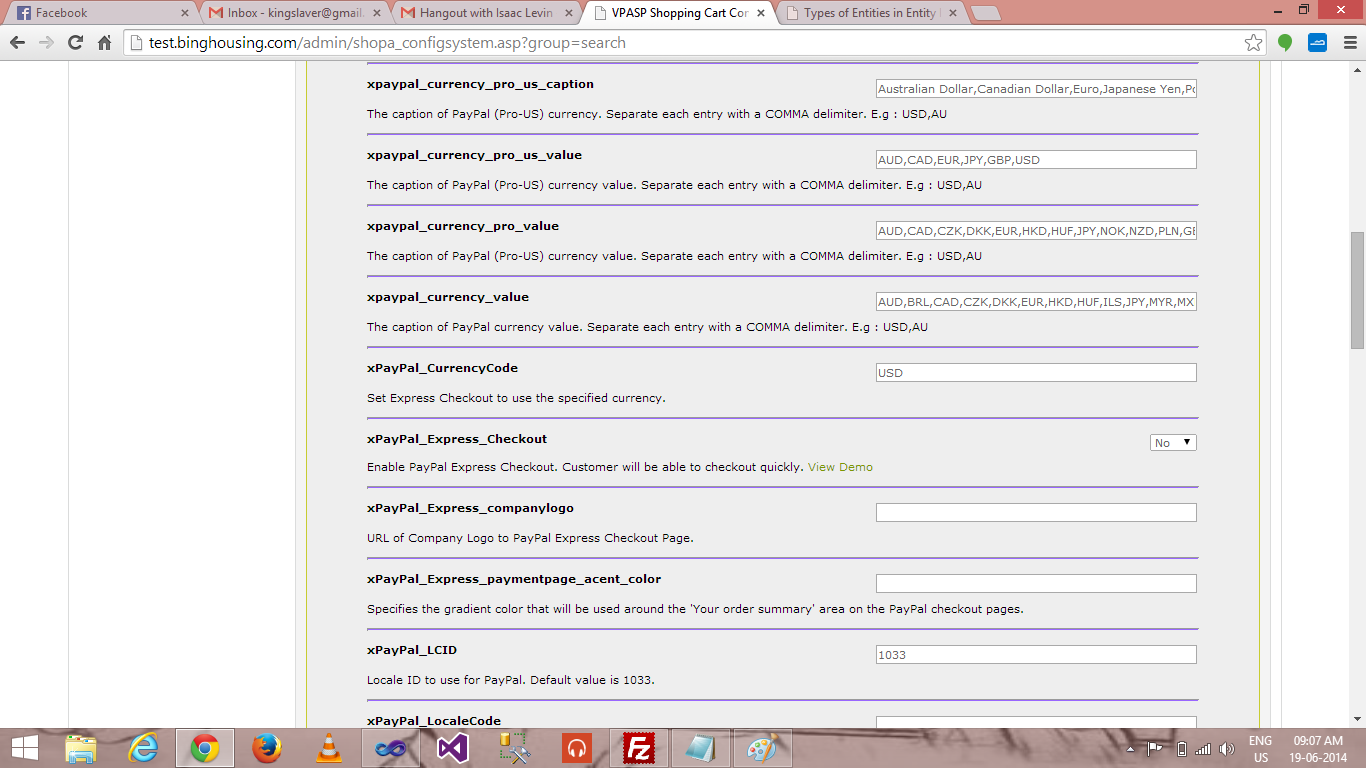 Facebook
Inbox - kingslaver@gmail.
Hangout with Isaac Levin
VPASP Shopping Cart Con
Types of Entities in Entity
test.binghousing.com/admin/shopa_configsystem.asp?group=search
xpaypal_currency_pro_us_caption
Australian Dollar,Canadian Dollar,Euro,Japanese Yen,Po
The caption of PayPal (Pro-US) currency. Separate each entry with a COMMA delimiter. E.g : USD,AU
xpaypal_currency_pro_us_value
AUD,CAD,EUR,JPY,GBP,USD
The caption of PayPal (Pro-US) currency value. Separate each entry with a COMMA delimiter. E.g : USD,AU
xpaypal_currency_pro_value
AUD,CAD,CZK,DKK,EUR,HKD,HUF,JPY,NOK,NZD,PLN,GB
The caption of PayPal (Pro-US) currency value. Separate each entry with a COMMA delimiter. E.g : USD,AU
xpaypal_currency_value
AUD,BRL,CAD,CZK,DKK,EUR,HKD,HUF,ILS,JPY,MYR,MX
The caption of PayPal currency value. Separate each entry with a COMMA delimiter. E.g : USD,AU
xPayPal_CurrencyCode
USD
Set Express Checkout to use the specified currency.
xPayPal_Express_Checkout
No
Enable PayPal Express Checkout. Customer will be able to checkout quickly. View Demo
xPayPal_Express_companylogo
URL of Company Logo to PayPal Express Checkout Page.
xPayPal_Express_paymentpage_acent_color
Specifies the gradient color that will be used around the 'Your order summary' area on the PayPal checkout pages.
xPayPal_LCID
1033
Locale ID to use for PayPal. Default value is 1033.
xPayPal_LocaleCode
ENG
US
09:07 AM
19-06-2014